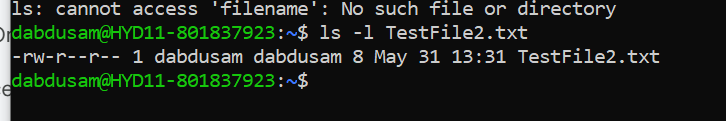 ls: cannot access 'filename': No such file or directory
dabdusam@HYD11-801837923:~$ ls -l TestFile2.txt
-rw-r--r-- 1 dabdusam dabdusam 8 May 31 13:31 TestFile2.txt
dabdusam@HYD11-801837923:~$